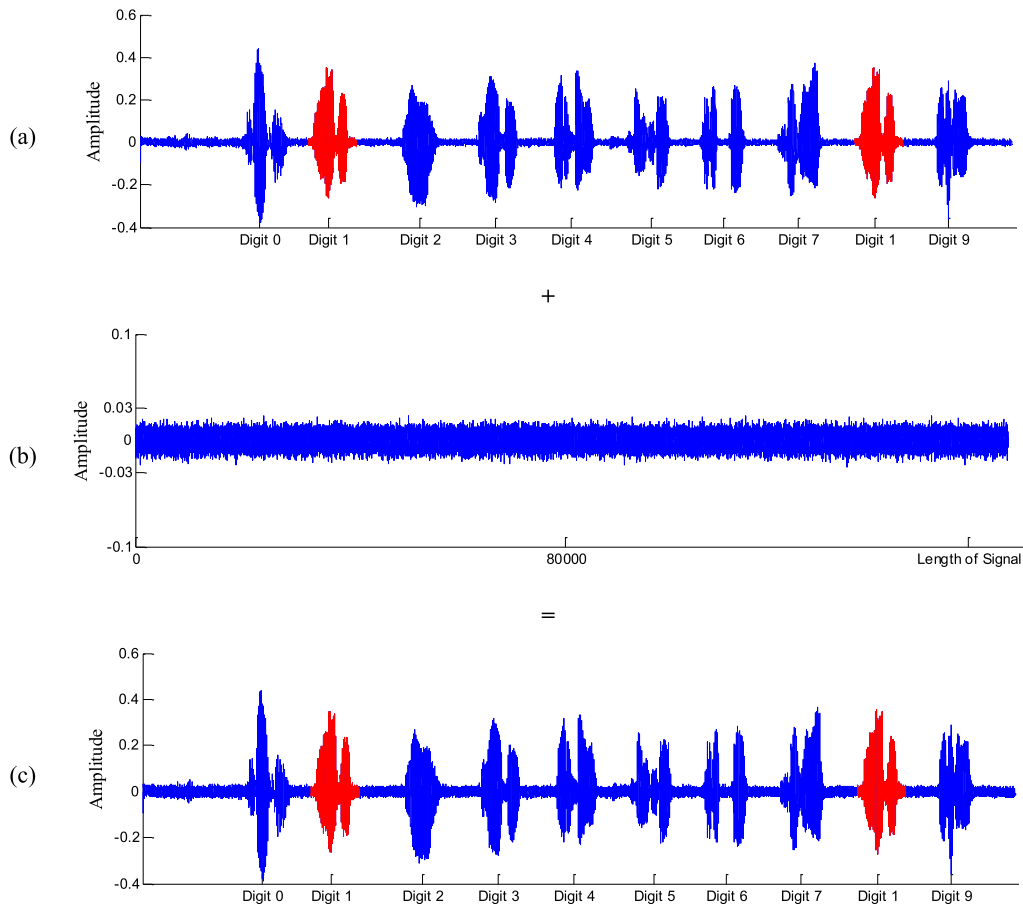 0.6
0.4
0.2
0
-0.2
-0.4
Amplitude
(a)
Digit 0 Digit 1 Digit 2 Digit 3 Digit 4 Digit 5 Digit 6 Digit 7 Digit 1 Digit 9
+
0.1
0.03
0
-0.03
-0.1
Amplitude
(b)
0 80000 Length of Signal
=
0.6
0.4
0.2
0
-0.2
-0.4
Amplitude
(c)
Digit 0 Digit 1 Digit 2 Digit 3 Digit 4 Digit 5 Digit 6 Digit 7 Digit 1 Digit 9